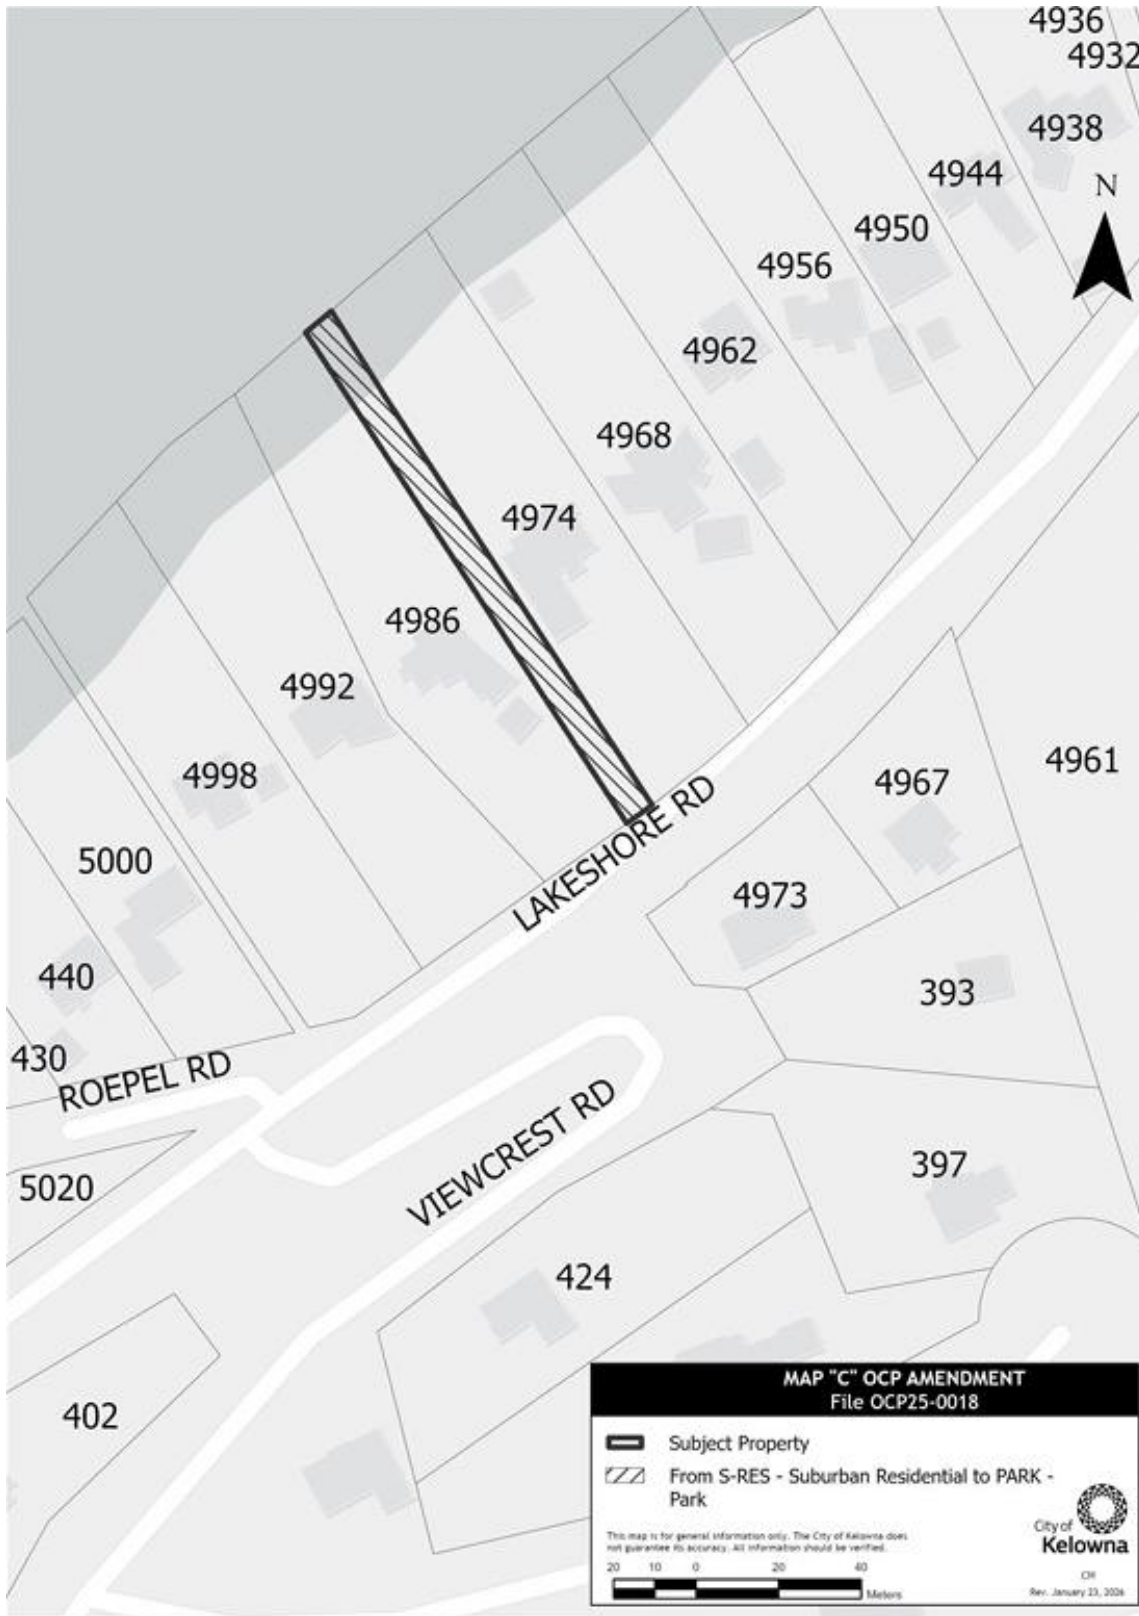 4936
4932
4938
N
4944
4950
4956
4962
4968
4974
4986
4992
4998
5000
440
430
5020
402
4961
4967
4973
393
397
424
LAKESHORE RD
ROEPEL RD
VIEWCREST RD
MAP "C" OCP AMENDMENT
File OCP25-0018
Subject Property
From S-RES - Suburban Residential to PARK -
Park
This map is for general information only. The City of Kelowna does
not guarantee its accuracy. All information should be verified.
20 10 0 20 40
Meters
City of
Kelowna
Rev. January 23, 2026